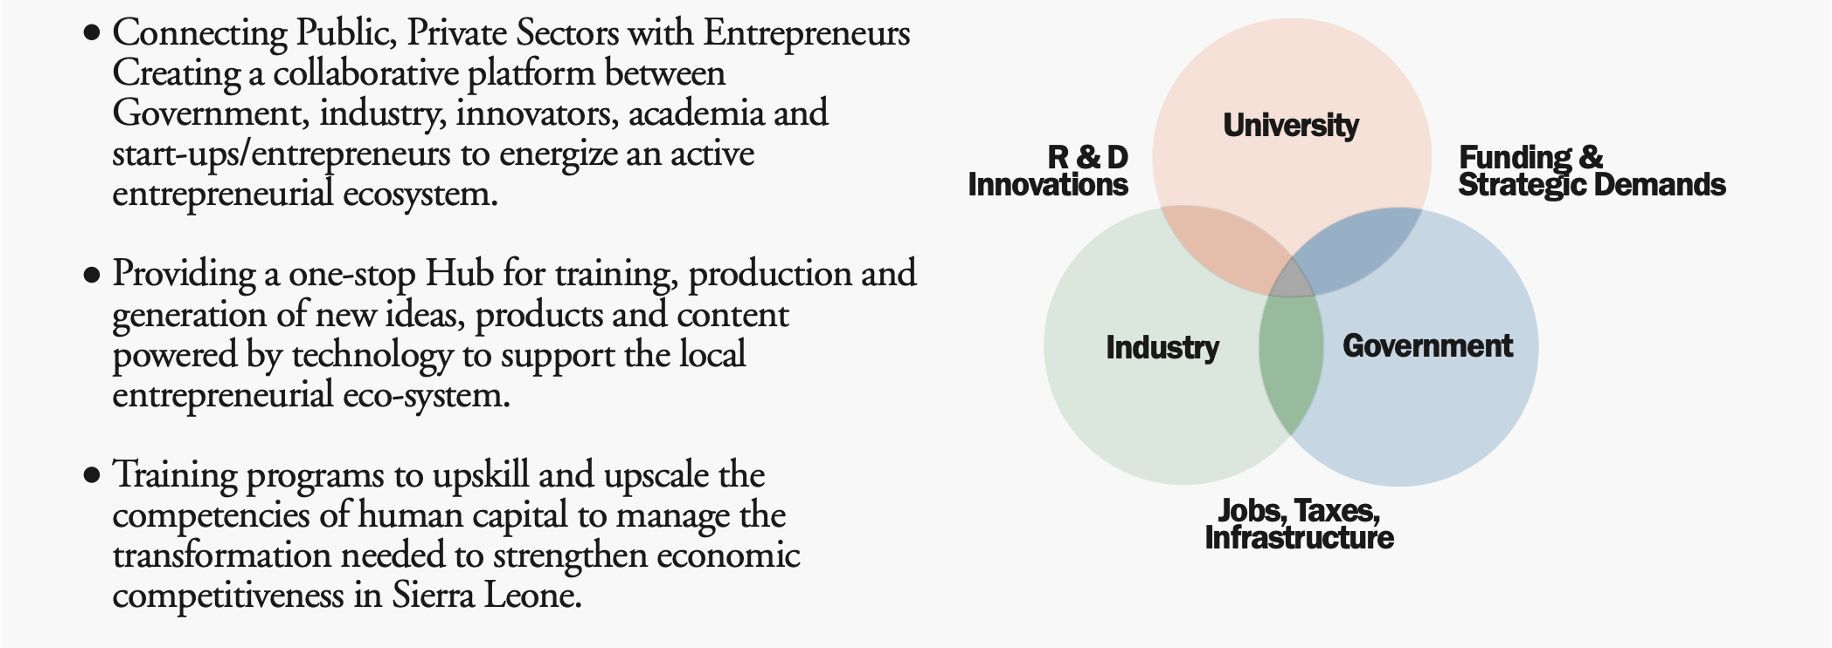 ● Connecting Public, Private Sectors with Entrepreneurs
Creating a collaborative platform between
Government, industry, innovators, academia and
start-ups/entrepreneurs to energize an active
entrepreneurial ecosystem.
● Providing a one-stop Hub for training, production and
generation of new ideas, products and content
powered by technology to support the local
entrepreneurial eco-system.
● Training programs to upskill and upscale the
competencies of human capital to manage the
transformation needed to strengthen economic
competitiveness in Sierra Leone.
University
R & D
Innovations
Funding &
Strategic Demands
Industry
Government
Jobs, Taxes,
Infrastructure